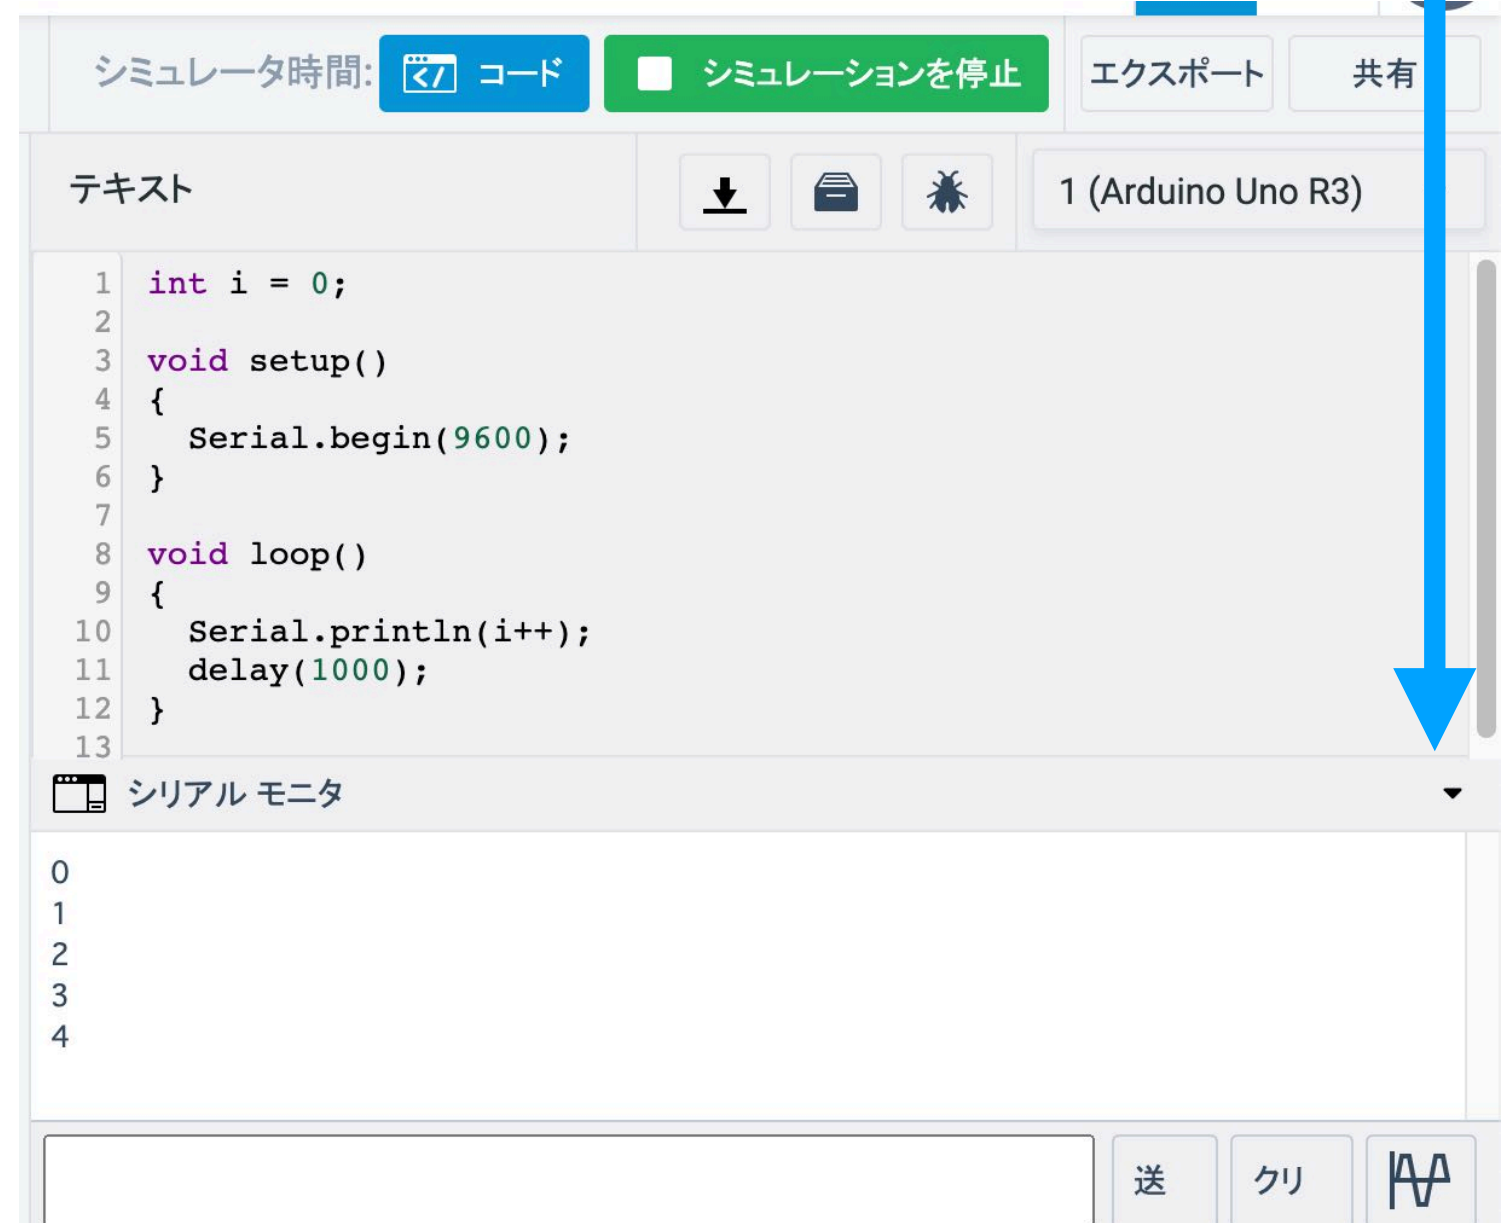 シミュレータ時間: コード シミュレーションを停止 エクスポート 共有
テキスト 1 (Arduino Uno R3)
1 int i = 0;
2
3 void setup()
4 {
5   Serial.begin(9600);
6 }
7
8 void loop()
9 {
10   Serial.println(i++);
11   delay(1000);
12 }
13
シリアル モニタ
0
1
2
3
4
送 クリ